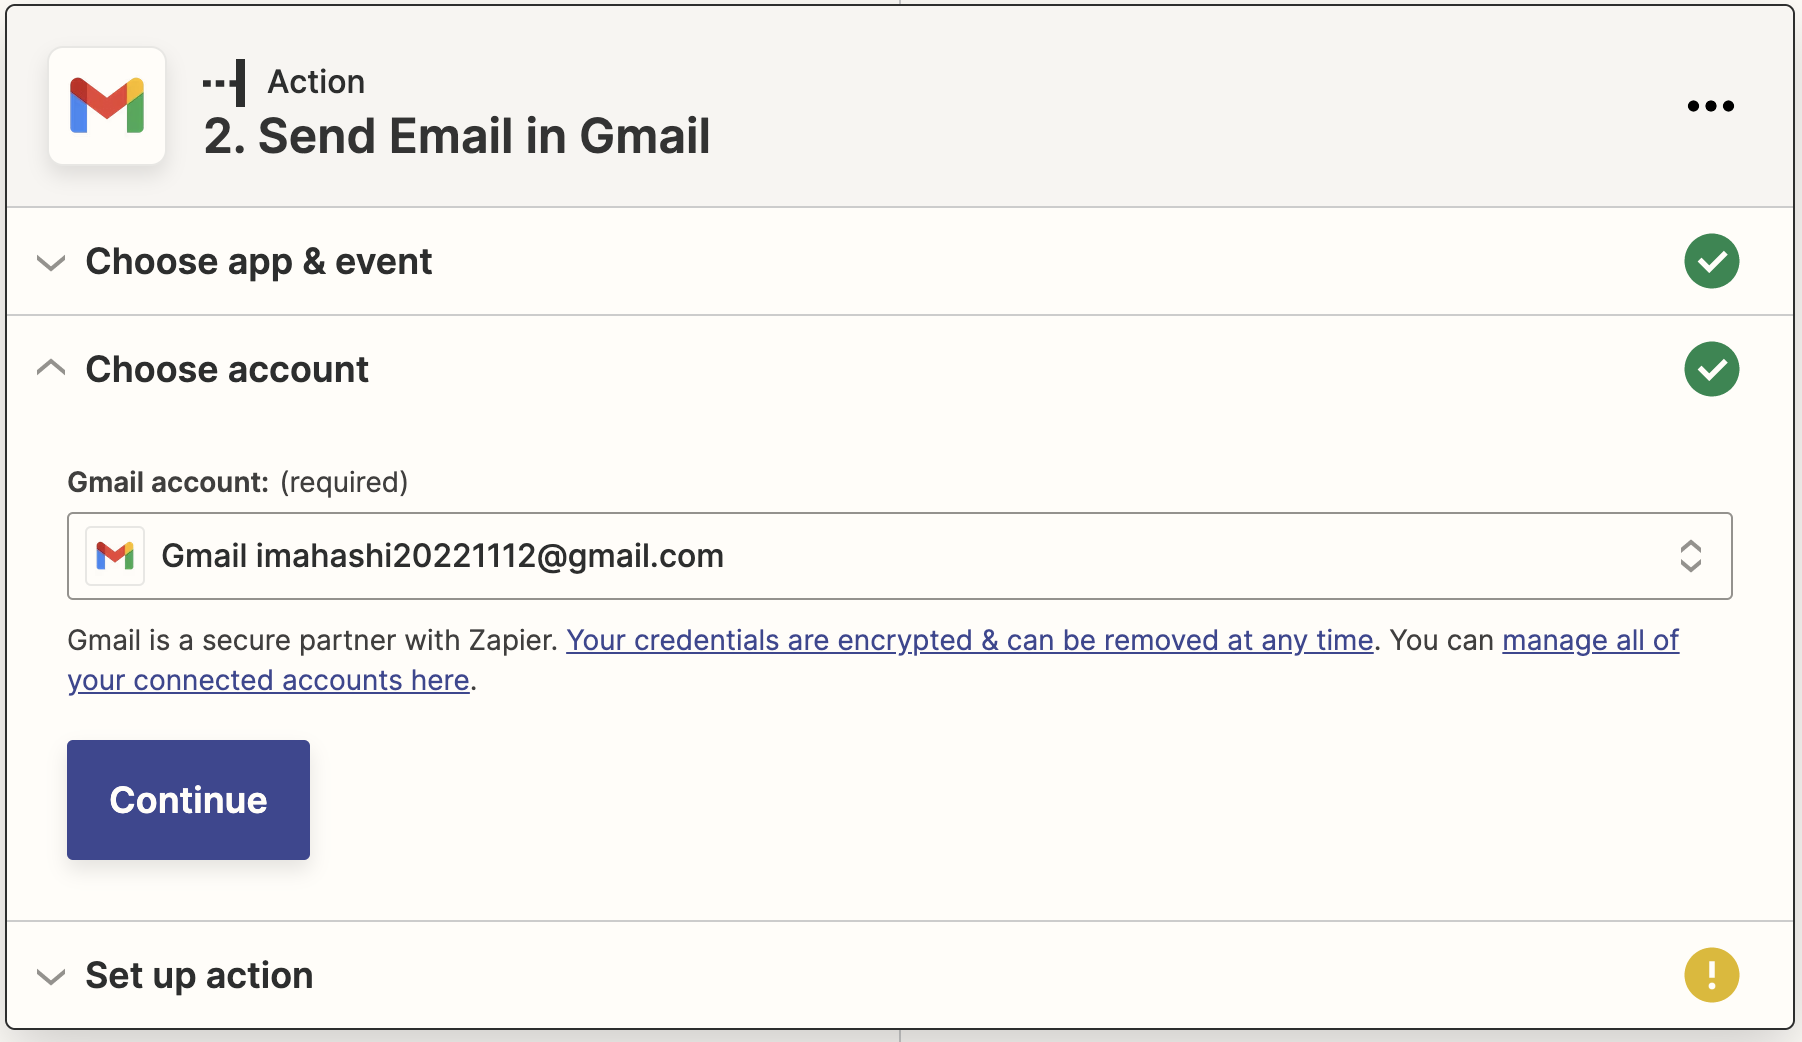 Action
2. Send Email in Gmail
Choose app & event
Choose account
Gmail account: (required)
Gmail imahashi20221112@gmail.com
Gmail is a secure partner with Zapier. Your credentials are encrypted & can be removed at any time. You can manage all of
your connected accounts here.
Continue
Set up action